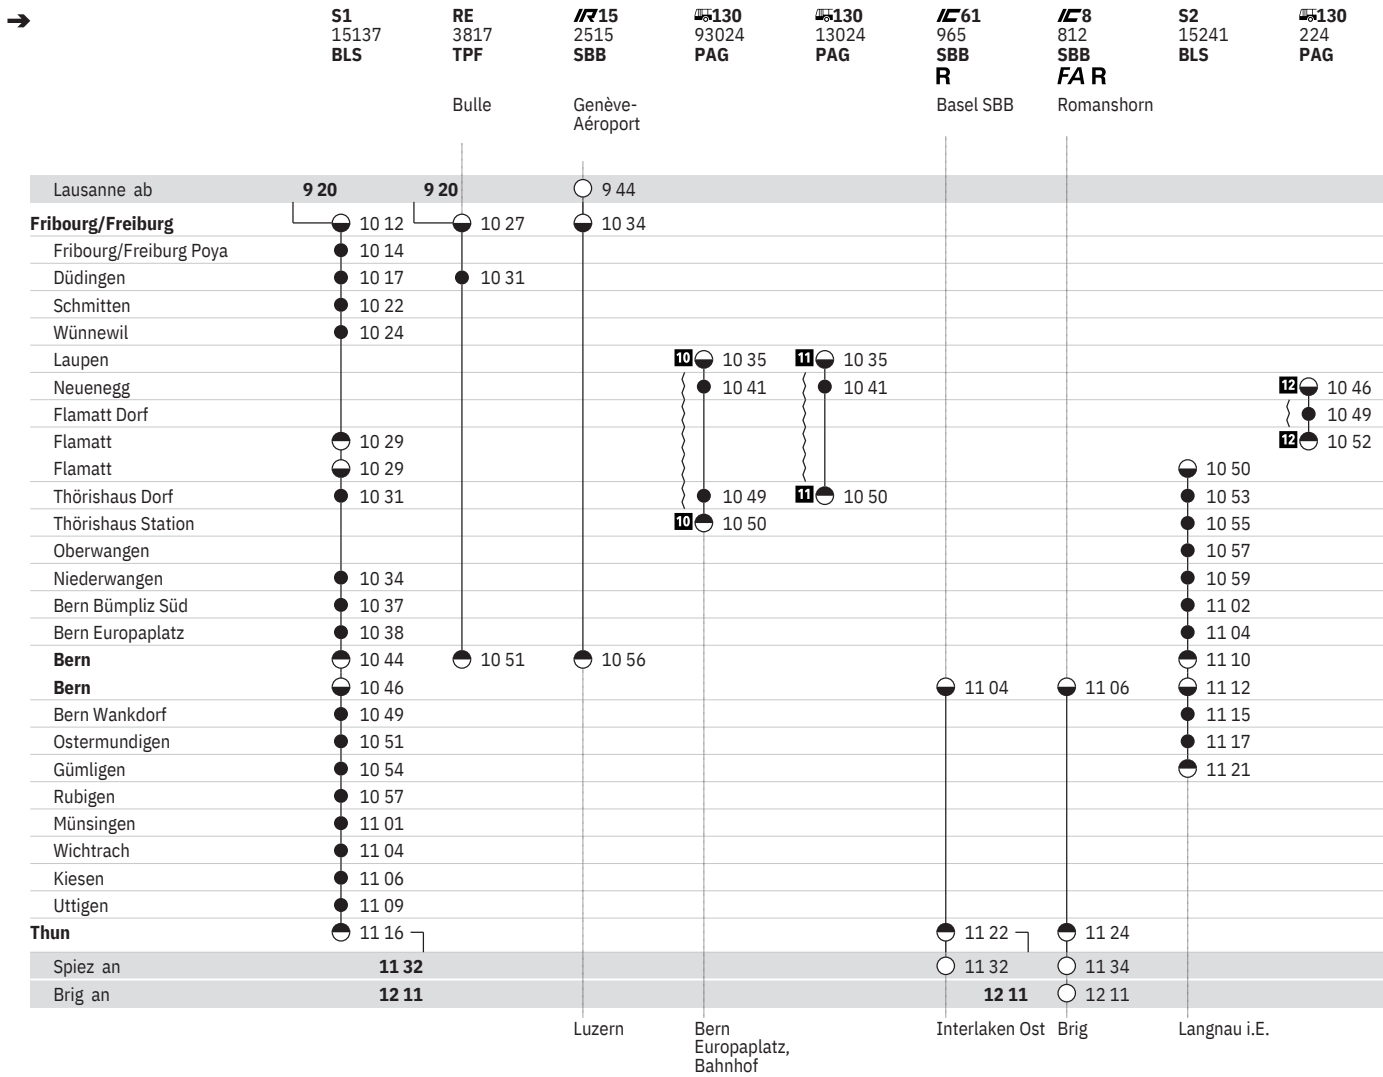 ➔ S1 RE IR15 130 130 IC61 IC8 S2 130
15137 3817 2515 93024 13024 965 812 15241 224
BLS TPF SBB PAG PAG SBB SBB BLS PAG
R FA R
Bulle Genève- Basel SBB Romanshorn
Aéroport
Lausanne ab 9 20 9 20 9 44
Fribourg/Freiburg 10 12 10 27 10 34
Fribourg/Freiburg Poya 10 14
Düdingen 10 17 10 31
Schmitten 10 22
Wünnewil 10 24
Laupen 10 10 35 11 10 35
Neuenegg 10 41 10 41 12 10 46
Flamatt Dorf 10 49
Flamatt 10 29 12 10 52
Flamatt 10 29 10 50
Thörishaus Dorf 10 31 10 49 11 10 50 10 53
Thörishaus Station 10 10 50 10 55
Oberwangen 10 57
Niederwangen 10 34 10 59
Bern Bümpliz Süd 10 37 11 02
Bern Europaplatz 10 38 11 04
Bern 10 44 10 51 10 56 11 10
Bern 10 46 11 04 11 06 11 12
Bern Wankdorf 10 49 11 15
Ostermundigen 10 51 11 17
Gümligen 10 54 11 21
Rubigen 10 57
Münsingen 11 01
Wichtrach 11 04
Kiesen 11 06
Uttigen 11 09
Thun 11 16 11 22 11 24
Spiez an 11 32 11 32 11 34
Brig an 12 11 12 11 12 11
Luzern Bern Interlaken Ost Brig Langnau i.E.
Europaplatz,
Bahnhof